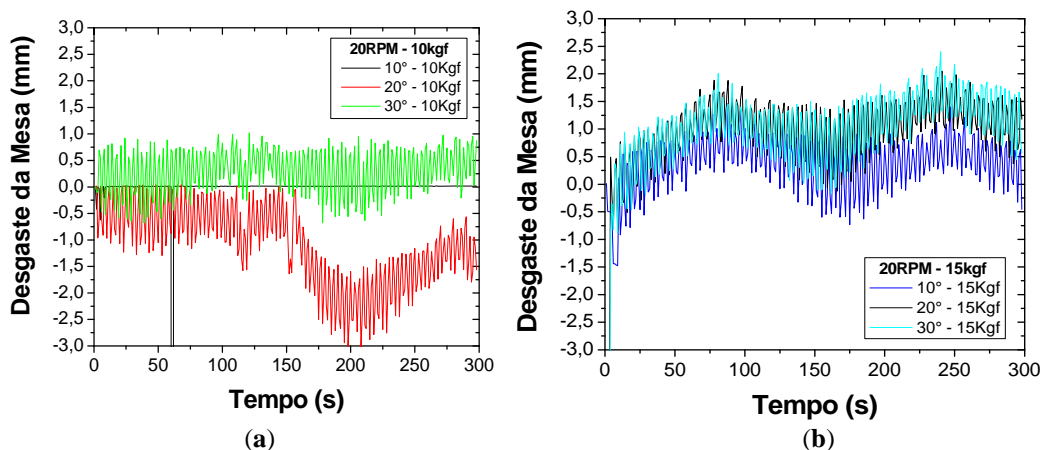 3,0
2,5
2,0
1,5
1,0
0,5
0,0
-0,5
-1,0
-1,5
-2,0
-2,5
-3,0
Desgaste da Mesa (mm)
20RPM - 10kgf
10° - 10Kgf
20° - 10Kgf
30° - 10Kgf
0 50 100 150 200 250 300
Tempo (s)
(a)
3,0
2,5
2,0
1,5
1,0
0,5
0,0
-0,5
-1,0
-1,5
-2,0
-2,5
-3,0
Desgaste da Mesa (mm)
20RPM - 15kgf
10° - 15Kgf
20° - 15Kgf
30° - 15Kgf
0 50 100 150 200 250 300
Tempo (s)
(b)